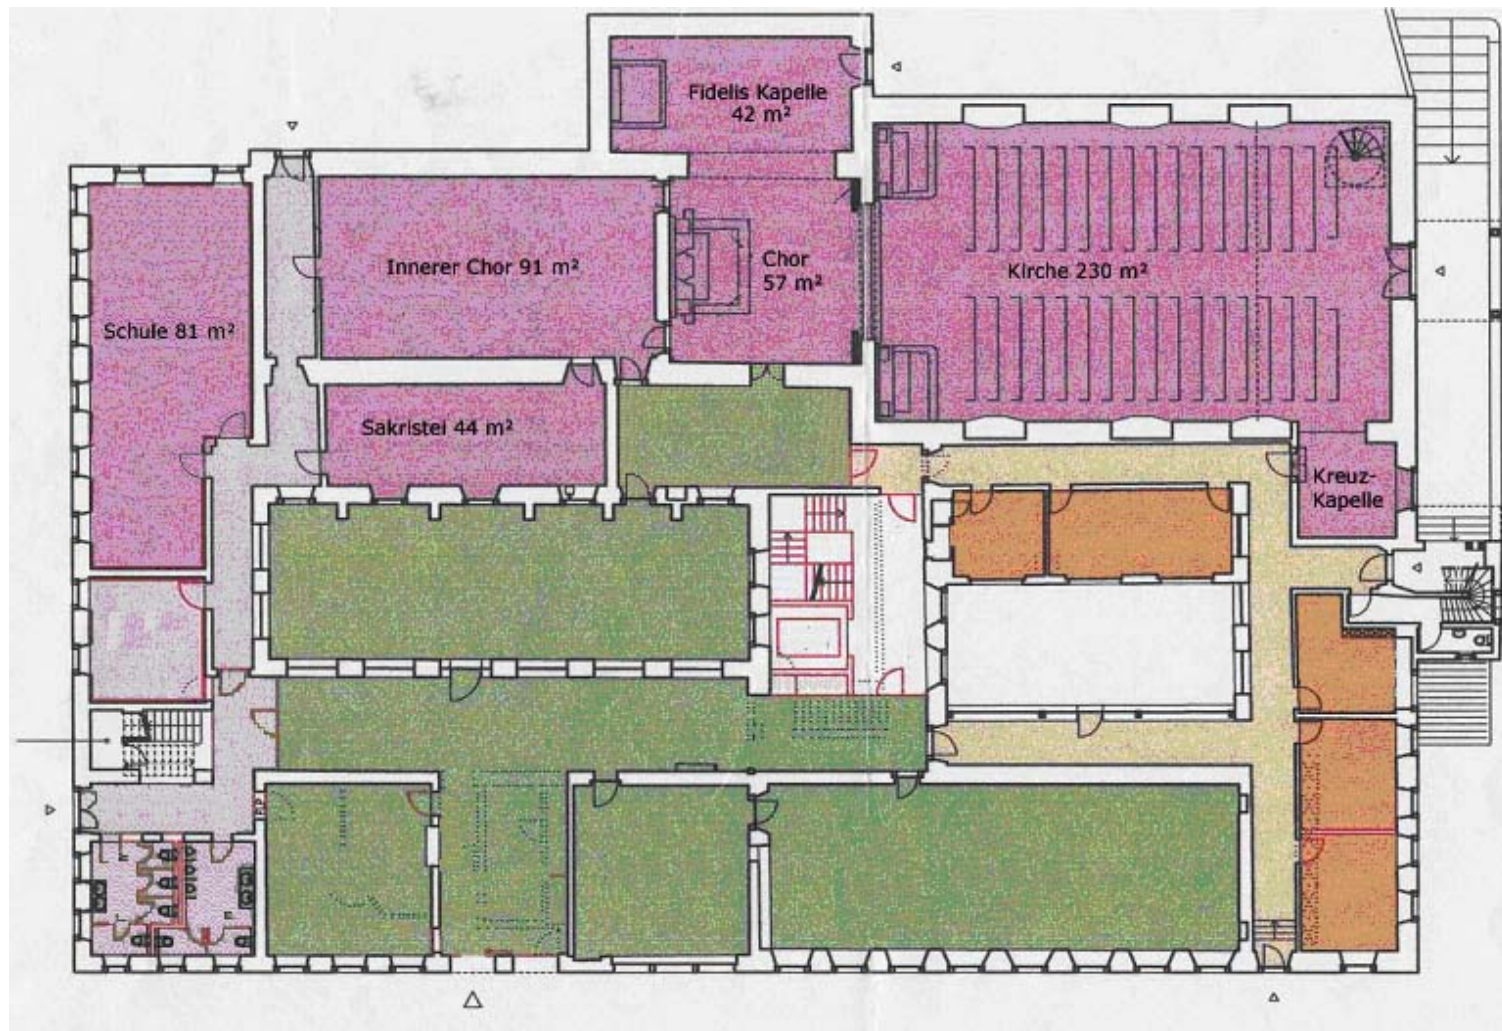 Fidelis Kapelle
42 m²
Innerer Chor 91 m²
Chor
57 m²
Kirche 230 m²
Schule 81 m²
Sakristei 44 m²
Kreuz-
Kapelle